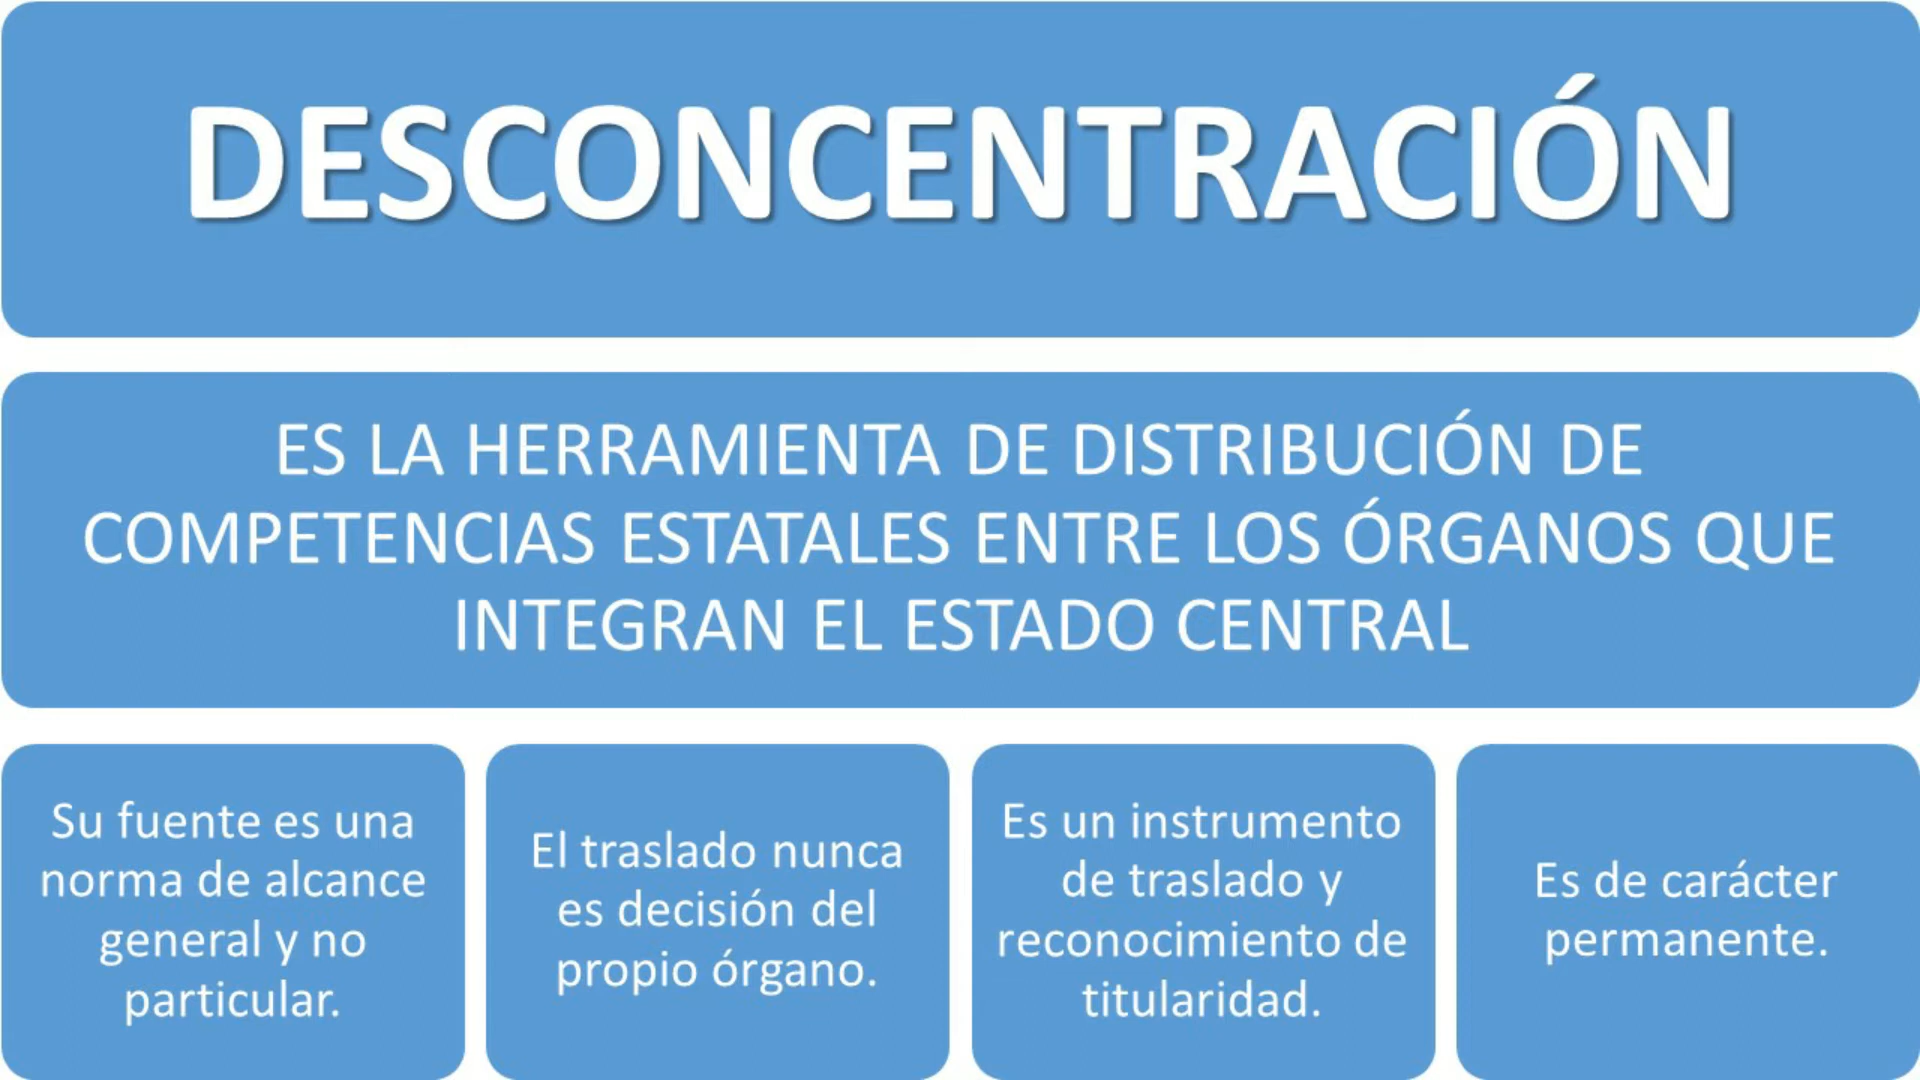 DESCONCENTRACIÓN
ES LA HERRAMIENTA DE DISTRIBUCIÓN DE
COMPETENCIAS ESTATALES ENTRE LOS ÓRGANOS QUE
INTEGRAN EL ESTADO CENTRAL
Su fuente es una
norma de alcance
general y no
particular.
El traslado nunca
es decisión del
propio órgano.
Es un instrumento
de traslado y
reconocimiento de
titularidad.
Es de carácter
permanente.